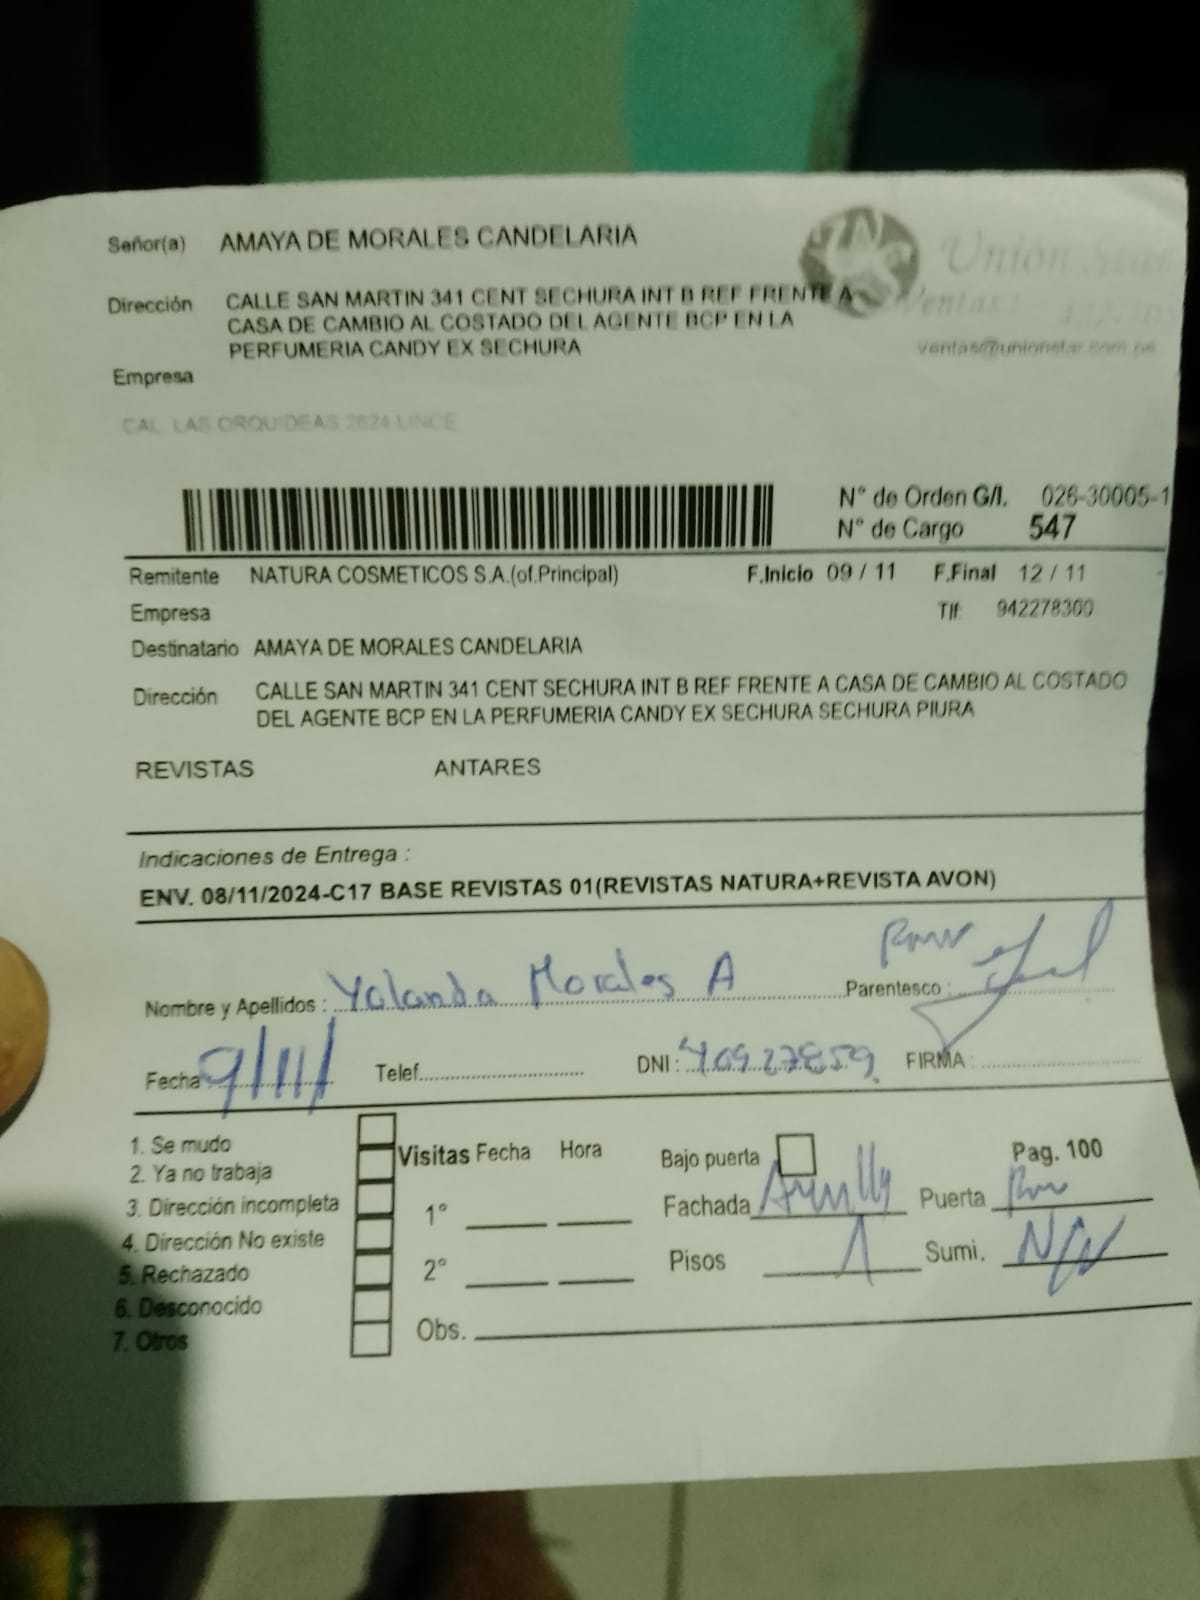 Señor(a) AMAYA DE MORALES CANDELARIA
Unión Star
Dirección CALLE SAN MARTIN 341 CENT SECHURA INT B REF FRENTE A
CASA DE CAMBIO AL COSTADO DEL AGENTE BCP EN LA
PERFUMERIA CANDY EX SECHURA
Ventas:
ventas@unionstar.com.pe
Empresa
CAL LAS ORQUIDEAS 2624 LINCE
N° de Orden G/I. 026-30005-1
N° de Cargo 547
Remitente NATURA COSMETICOS S.A.(of.Principal) F.Inicio 09 / 11 F.Final 12 / 11
Empresa Tlf: 942278300
Destinatario AMAYA DE MORALES CANDELARIA
Dirección CALLE SAN MARTIN 341 CENT SECHURA INT B REF FRENTE A CASA DE CAMBIO AL COSTADO
DEL AGENTE BCP EN LA PERFUMERIA CANDY EX SECHURA SECHURA PIURA
REVISTAS ANTARES
Indicaciones de Entrega :
ENV. 08/11/2024-C17 BASE REVISTAS 01(REVISTAS NATURA+REVISTA AVON)
Nombre y Apellidos : Yolanda Morales A Parentesco :
Fecha 9/11/ Telef. DNI : 40927859 FIRMA :
1. Se mudo
2. Ya no trabaja
3. Dirección incompleta
4. Dirección No existe
5. Rechazado
6. Desconocido
7. Otros
Visitas Fecha Hora
1°
2°
Obs.
Bajo puerta Pag. 100
Fachada Puerta
Pisos 1 Sumi. N/N